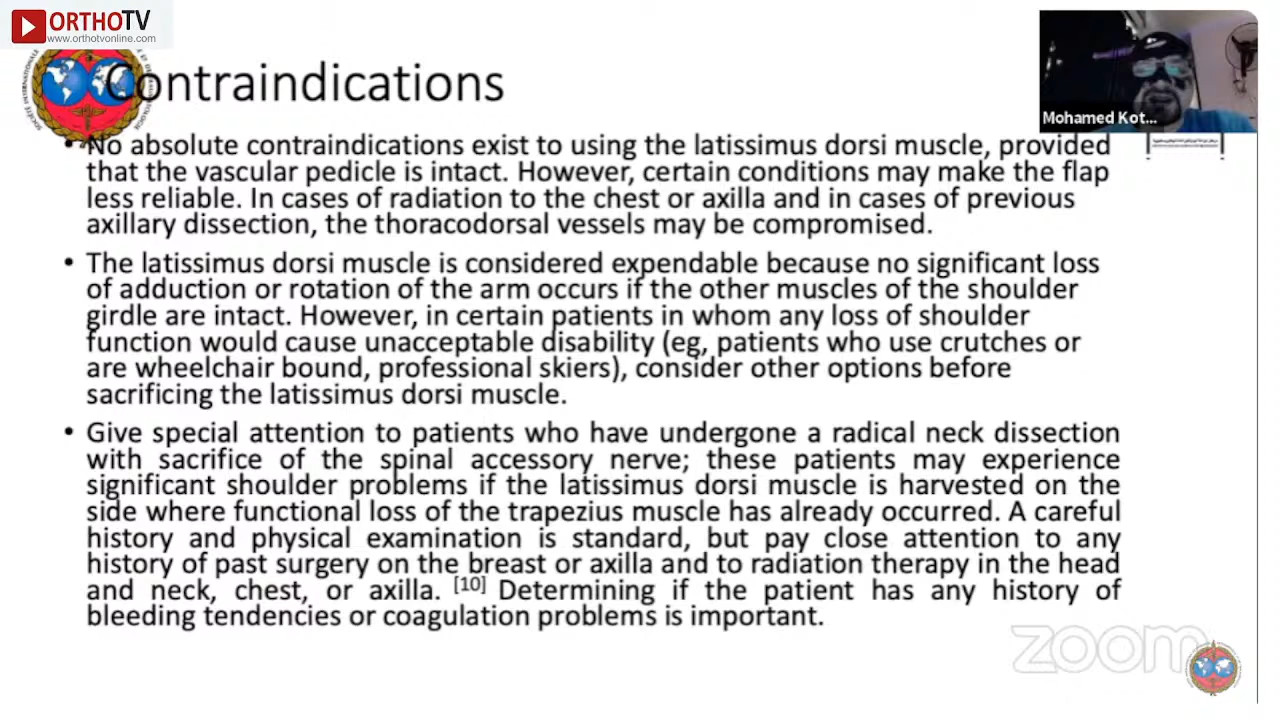 ORTHOTV
www.orthotvonline.com
Contraindications
Mohamed Kot...
• No absolute contraindications exist to using the latissimus dorsi muscle, provided
that the vascular pedicle is intact. However, certain conditions may make the flap
less reliable. In cases of radiation to the chest or axilla and in cases of previous
axillary dissection, the thoracodorsal vessels may be compromised.
• The latissimus dorsi muscle is considered expendable because no significant loss
of adduction or rotation of the arm occurs if the other muscles of the shoulder
girdle are intact. However, in certain patients in whom any loss of shoulder
function would cause unacceptable disability (eg, patients who use crutches or
are wheelchair bound, professional skiers), consider other options before
sacrificing the latissimus dorsi muscle.
• Give special attention to patients who have undergone a radical neck dissection
with sacrifice of the spinal accessory nerve; these patients may experience
significant shoulder problems if the latissimus dorsi muscle is harvested on the
side where functional loss of the trapezius muscle has already occurred. A careful
history and physical examination is standard, but pay close attention to any
history of past surgery on the breast or axilla and to radiation therapy in the head
and neck, chest, or axilla. [10] Determining if the patient has any history of
bleeding tendencies or coagulation problems is important.
zoom